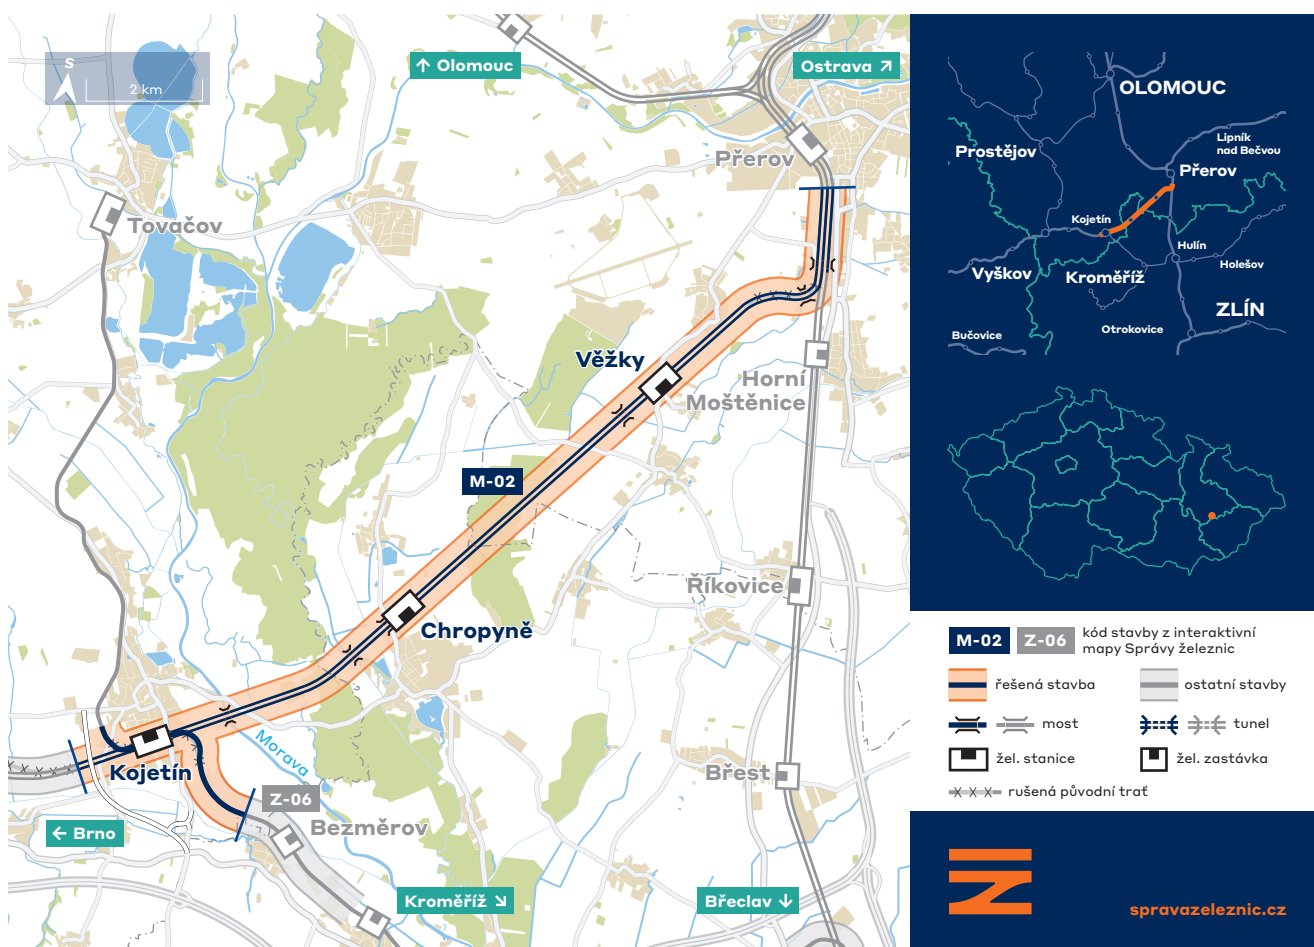 S
2 km
↑ Olomouc
Ostrava ↗
Přerov
Tovačov
Věžky
Horní
Moštěnice
M-02
Říkovice
Chropyně
Morava
Kojetín
Břest
Z-06
Bezměrov
← Brno
Kroměříž ↘
Břeclav ↓
OLOMOUC
Lipník
nad Bečvou
Prostějov
Přerov
Kojetín
Hulín
Holešov
Vyškov
Kroměříž
ZLÍN
Otrokovice
Bučovice
M-02 Z-06 kód stavby z interaktivní
mapy Správy železnic
řešená stavba
ostatní stavby
most
tunel
žel. stanice
žel. zastávka
rušená původní trať
spravazeleznic.cz